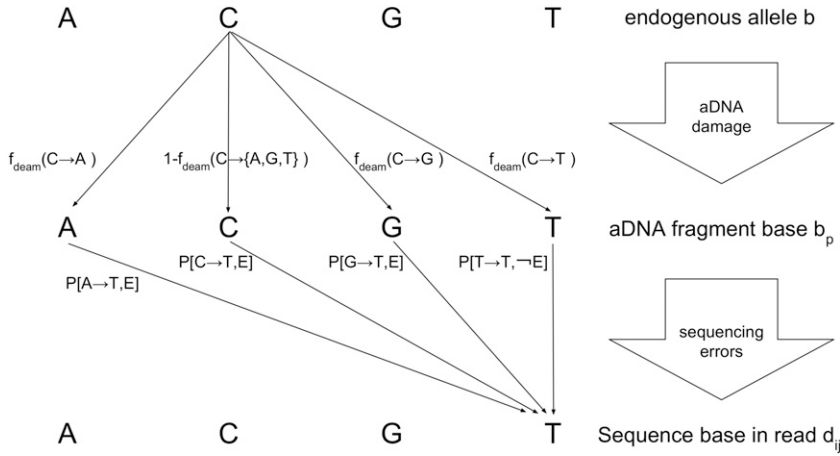 A C G T endogenous allele b
aDNA
damage
f_deam(C→A ) 1-f_deam(C→{A,G,T} ) f_deam(C→G ) f_deam(C→T )
A C G T aDNA fragment base b_p
P[A→T,E] P[C→T,E] P[G→T,E] P[T→T,¬E]
sequencing
errors
A C G T Sequence base in read d_ij